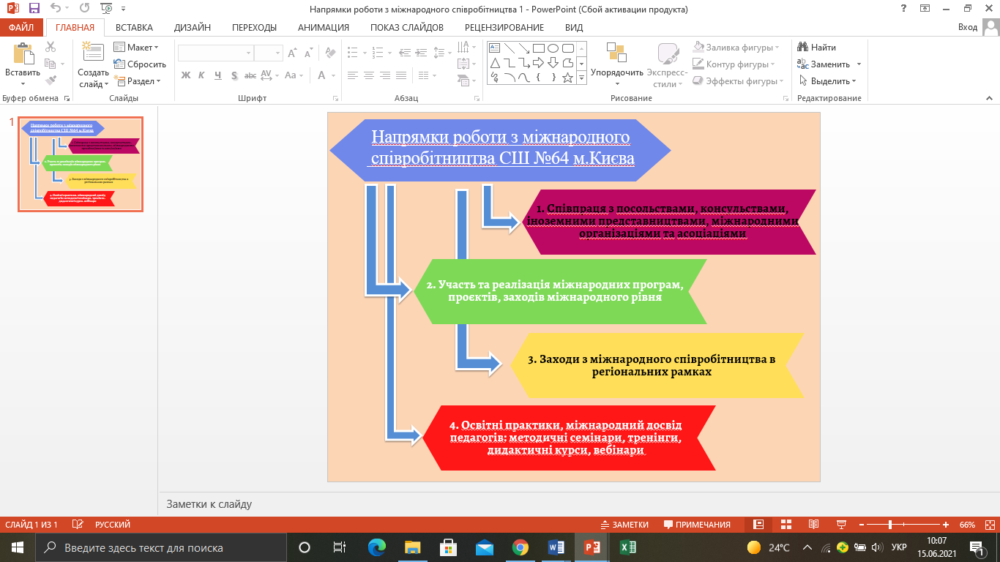 Напрямки роботи з міжнародного співробітництва 1 - PowerPoint (Сбой активации продукта)
ФАЙЛ ГЛАВНАЯ ВСТАВКА ДИЗАЙН ПЕРЕХОДЫ АНИМАЦИЯ ПОКАЗ СЛАЙДОВ РЕЦЕНЗИРОВАНИЕ ВИД Вход
Вставить
Буфер обмена
Создать
слайд
Макет
Сбросить
Раздел
Слайды
Ж К Ч S abc AV Aa A
Шрифт
Абзац
Упорядочить
Экспресс-
стили
Заливка фигуры
Контур фигуры
Эффекты фигуры
Рисование
Найти
Заменить
Выделить
Редактирование
1
Напрямки роботи з міжнародного
співробітництва СШ №64 м.Києва
1. Співпраця з посольствами, консульствами,
іноземними представництвами, міжнародними
організаціями та асоціаціями
2. Участь та реалізація міжнародних програм,
проєктів, заходів міжнародного рівня
3. Заходи з міжнародного співробітництва в
регіональних рамках
4. Освітні практики, міжнародний досвід
педагогів: методичні семінари, тренінги,
дидактичні курси, вебінари
Заметки к слайду
СЛАЙД 1 ИЗ 1 РУССКИЙ ЗАМЕТКИ ПРИМЕЧАНИЯ 66%
Введите здесь текст для поиска
24°C УКР
10:07
15.06.2021
1